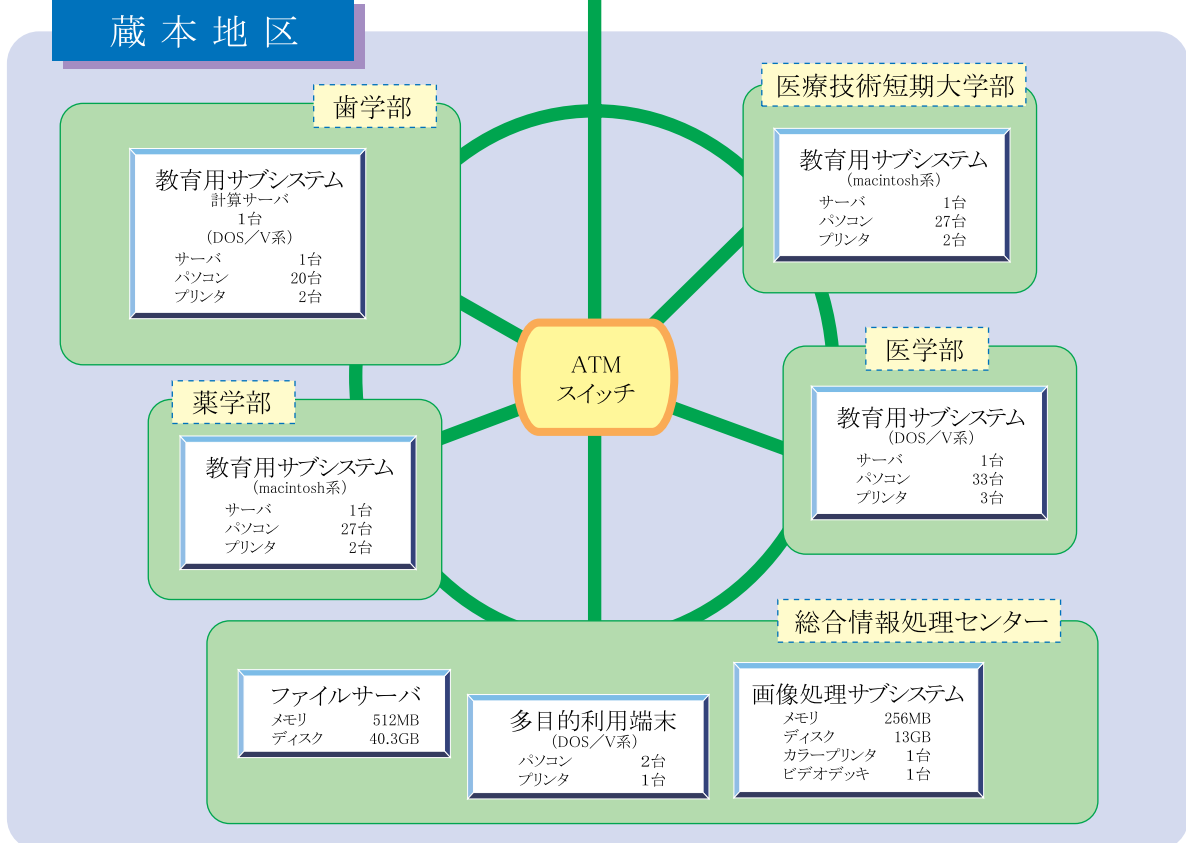 蔵本地区
歯学部
教育用サブシステム
計算サーバ
1台
(DOS／V系)
サーバ 1台
パソコン 20台
プリンタ 2台
医療技術短期大学部
教育用サブシステム
(macintosh系)
サーバ 1台
パソコン 27台
プリンタ 2台
ATM
スイッチ
医学部
教育用サブシステム
(DOS／V系)
サーバ 1台
パソコン 33台
プリンタ 3台
薬学部
教育用サブシステム
(macintosh系)
サーバ 1台
パソコン 27台
プリンタ 2台
総合情報処理センター
ファイルサーバ
メモリ 512MB
ディスク 40.3GB
多目的利用端末
(DOS／V系)
パソコン 2台
プリンタ 1台
画像処理サブシステム
メモリ 256MB
ディスク 13GB
カラープリンタ 1台
ビデオデッキ 1台